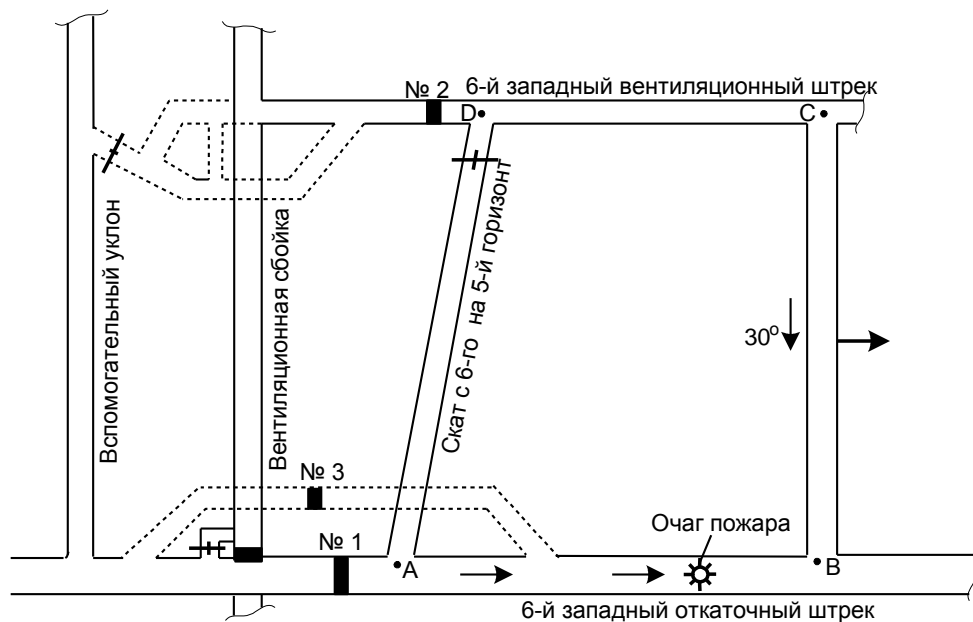 6-й западный вентиляционный штрек
№ 2
D
C
Вспомогательный уклон
Вентиляционная сбойка
Скат с 6-го на 5-й горизонт
30°
№ 3
Очаг пожара
№ 1
A
B
6-й западный откаточный штрек